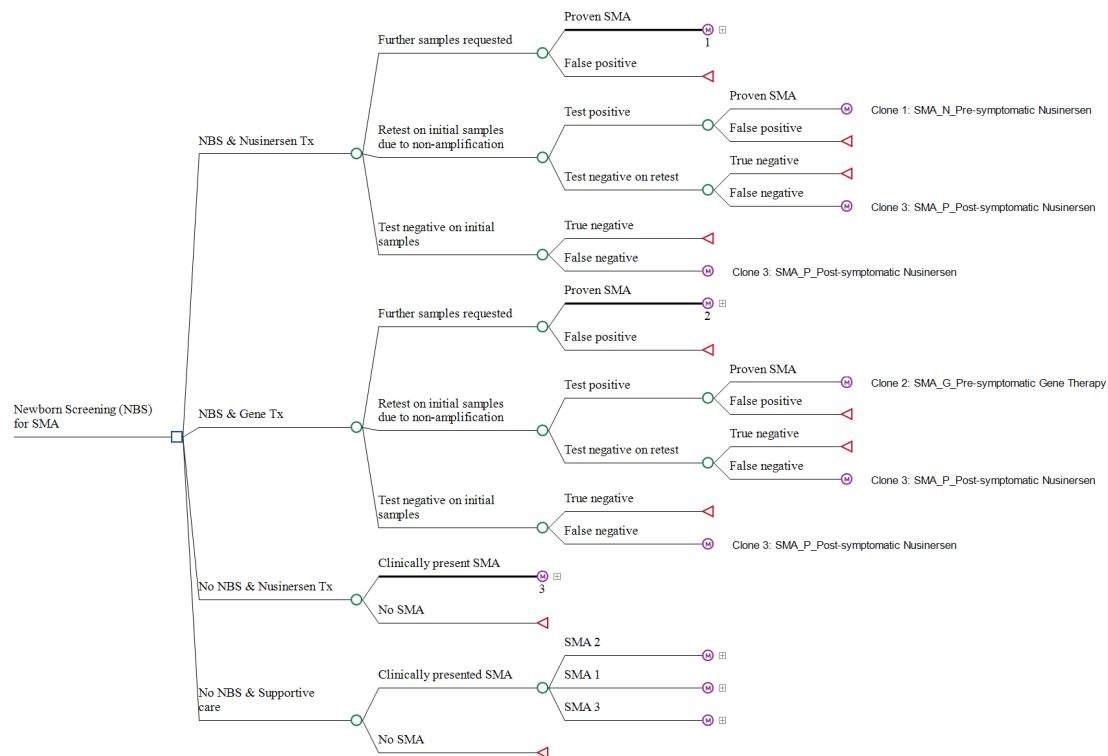 Proven SMA
M
1
Further samples requested
False positive
Proven SMA
M
Clone 1: SMA_N_Pre-symptomatic Nusinersen
Test positive
False positive
Retest on initial samples
due to non-amplification
NBS & Nusinersen Tx
True negative
Test negative on retest
False negative
M
Clone 3: SMA_P_Post-symptomatic Nusinersen
Test negative on initial
samples
True negative
False negative
M
Clone 3: SMA_P_Post-symptomatic Nusinersen
Proven SMA
M
2
Further samples requested
False positive
Proven SMA
M
Clone 2: SMA_G_Pre-symptomatic Gene Therapy
Test positive
False positive
Newborn Screening (NBS)
for SMA
NBS & Gene Tx
Retest on initial samples
due to non-amplification
True negative
Test negative on retest
False negative
M
Clone 3: SMA_P_Post-symptomatic Nusinersen
Test negative on initial
samples
True negative
False negative
M
Clone 3: SMA_P_Post-symptomatic Nusinersen
Clinically present SMA
M
3
No NBS & Nusinersen Tx
No SMA
SMA 2
M
Clinically presented SMA
SMA 1
M
No NBS & Supportive
care
SMA 3
M
No SMA